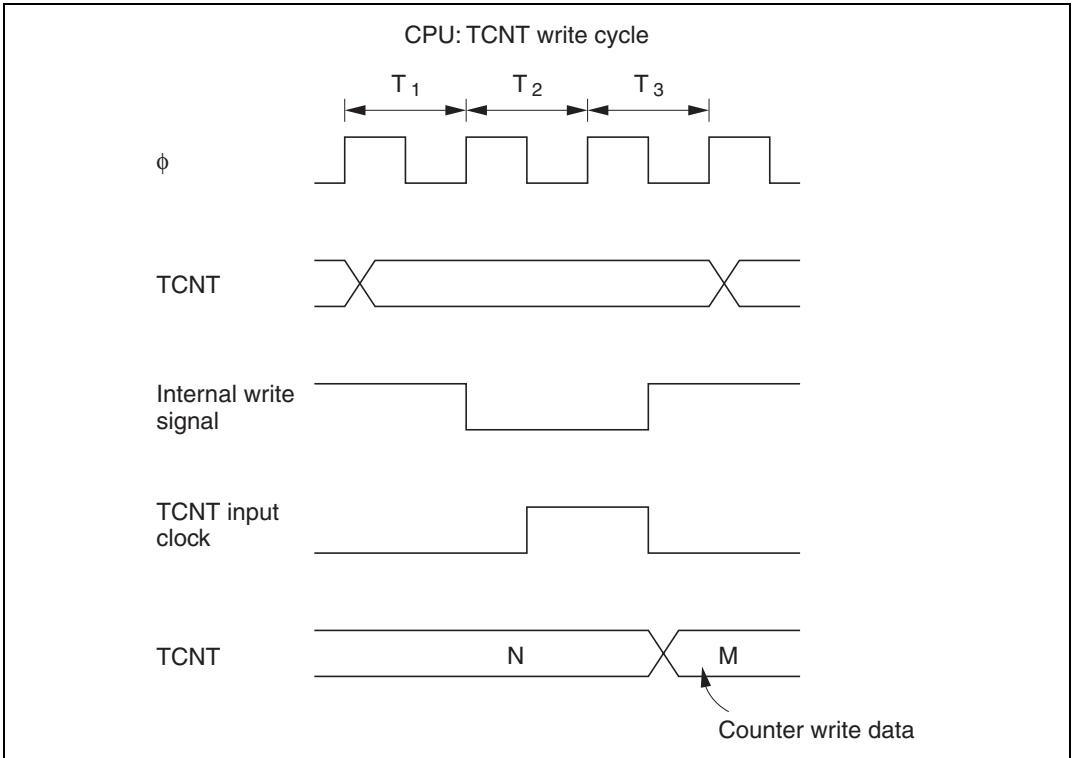 CPU: TCNT write cycle
T1 T2 T3
ϕ
TCNT
Internal write
signal
TCNT input
clock
TCNT N M
Counter write data